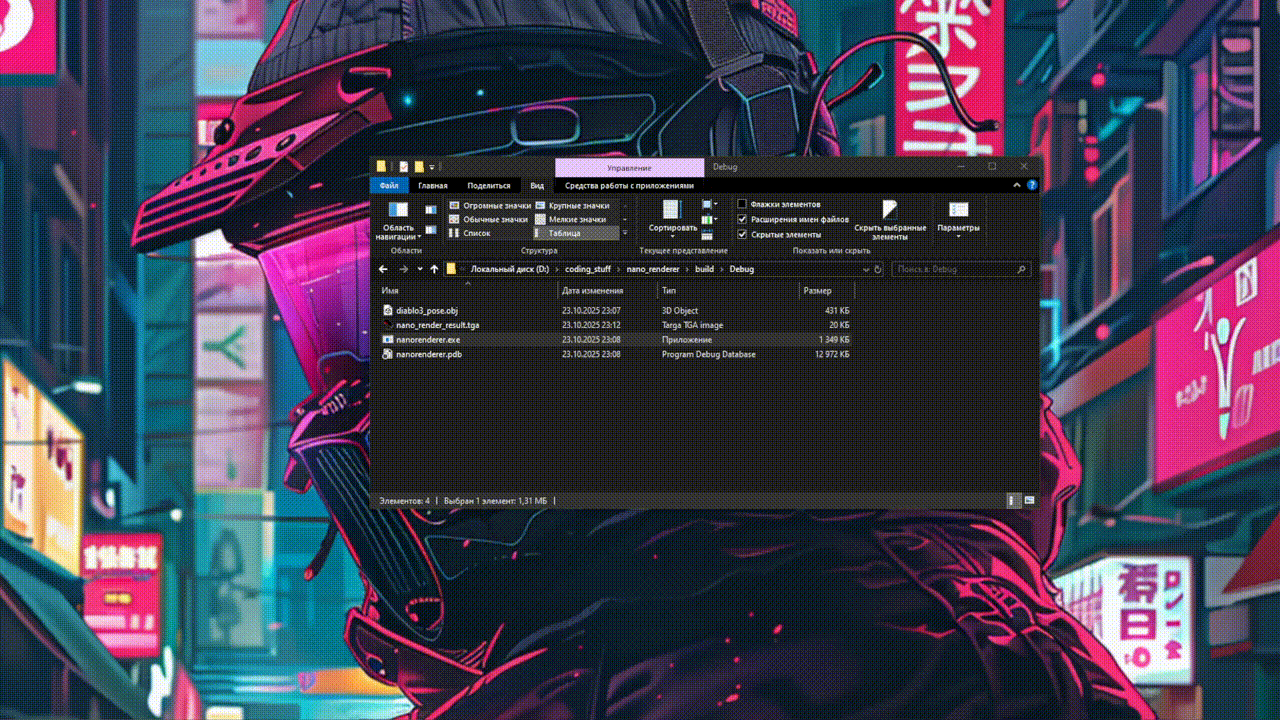 Управление
Debug
Файл Главная Поделиться Вид Средства работы с приложениями
Область навигации
Огромные значки Крупные значки
Обычные значки Мелкие значки
Список Таблица
Сортировать
Флажки элементов
Расширения имен файлов
Скрытые элементы
Скрыть выбранные элементы
Параметры
Области Структура Текущее представление Показать или скрыть
Локальный диск (D:) › coding_stuff › nano_renderer › build › Debug
Поиск в: Debug
Имя Дата изменения Тип Размер
diablo3_pose.obj 23.10.2025 23:07 3D Object 431 КБ
nano_render_result.tga 23.10.2025 23:12 Targa TGA image 20 КБ
nanorenderer.exe 23.10.2025 23:08 Приложение 1 349 КБ
nanorenderer.pdb 23.10.2025 23:08 Program Debug Database 12 972 КБ
Элементов: 4 Выбран 1 элемент: 1,31 МБ